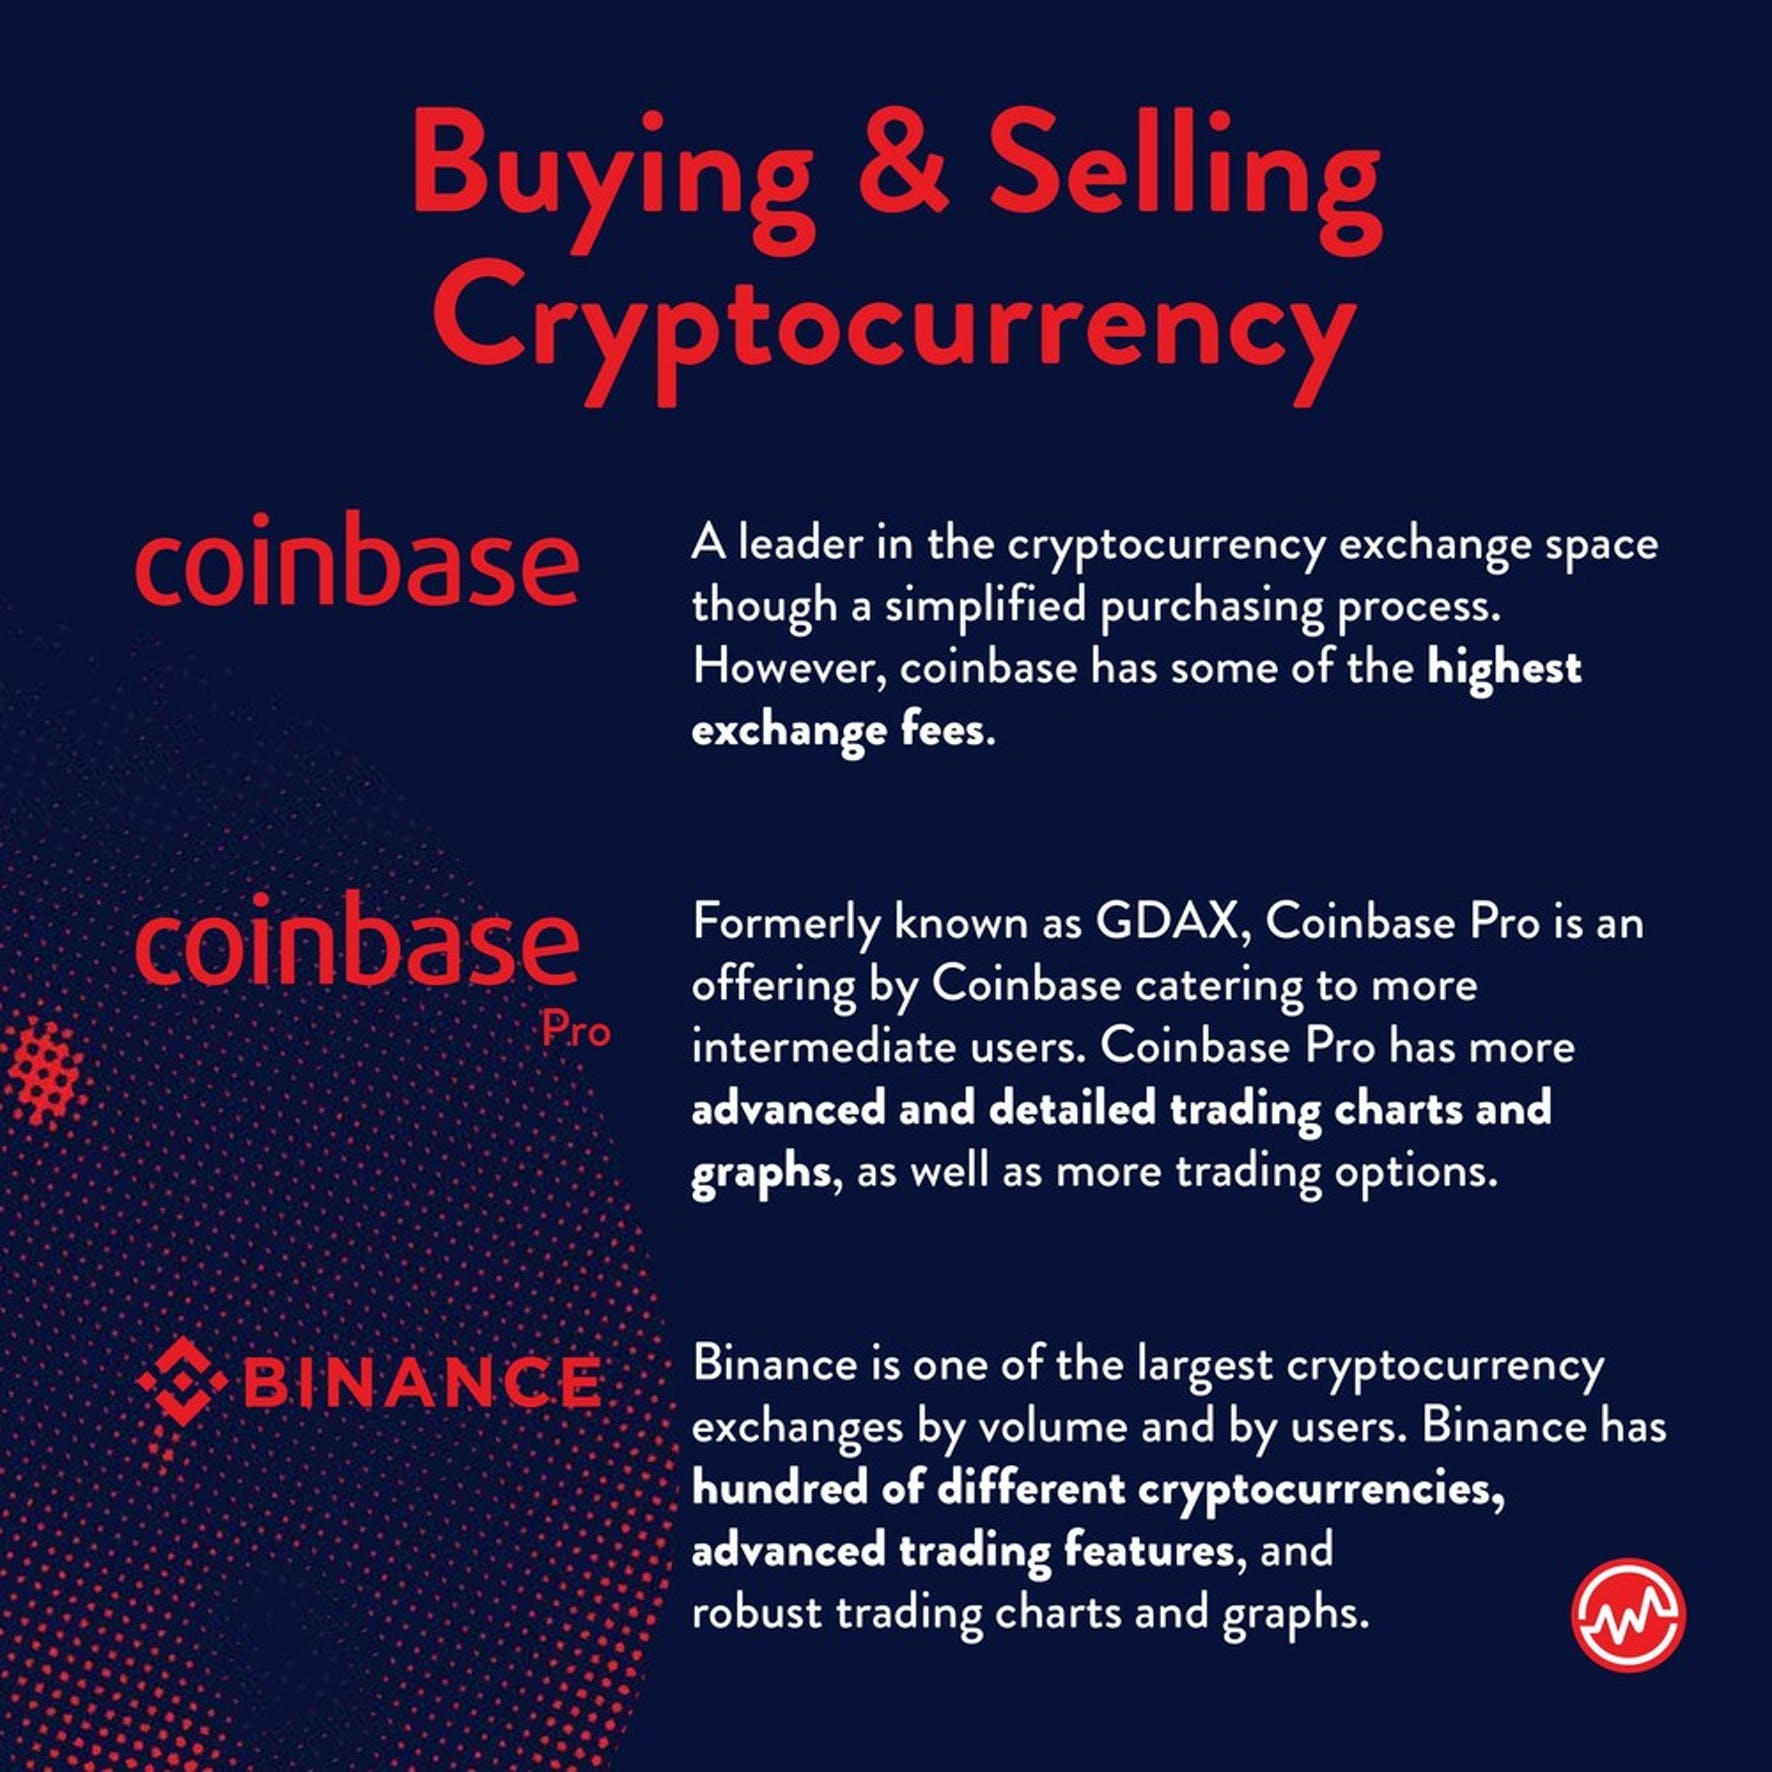 Buying & Selling
Cryptocurrency
coinbase
A leader in the cryptocurrency exchange space
though a simplified purchasing process.
However, coinbase has some of the highest
exchange fees.
coinbase
Pro
Formerly known as GDAX, Coinbase Pro is an
offering by Coinbase catering to more
intermediate users. Coinbase Pro has more
advanced and detailed trading charts and
graphs, as well as more trading options.
BINANCE
Binance is one of the largest cryptocurrency
exchanges by volume and by users. Binance has
hundred of different cryptocurrencies,
advanced trading features, and
robust trading charts and graphs.